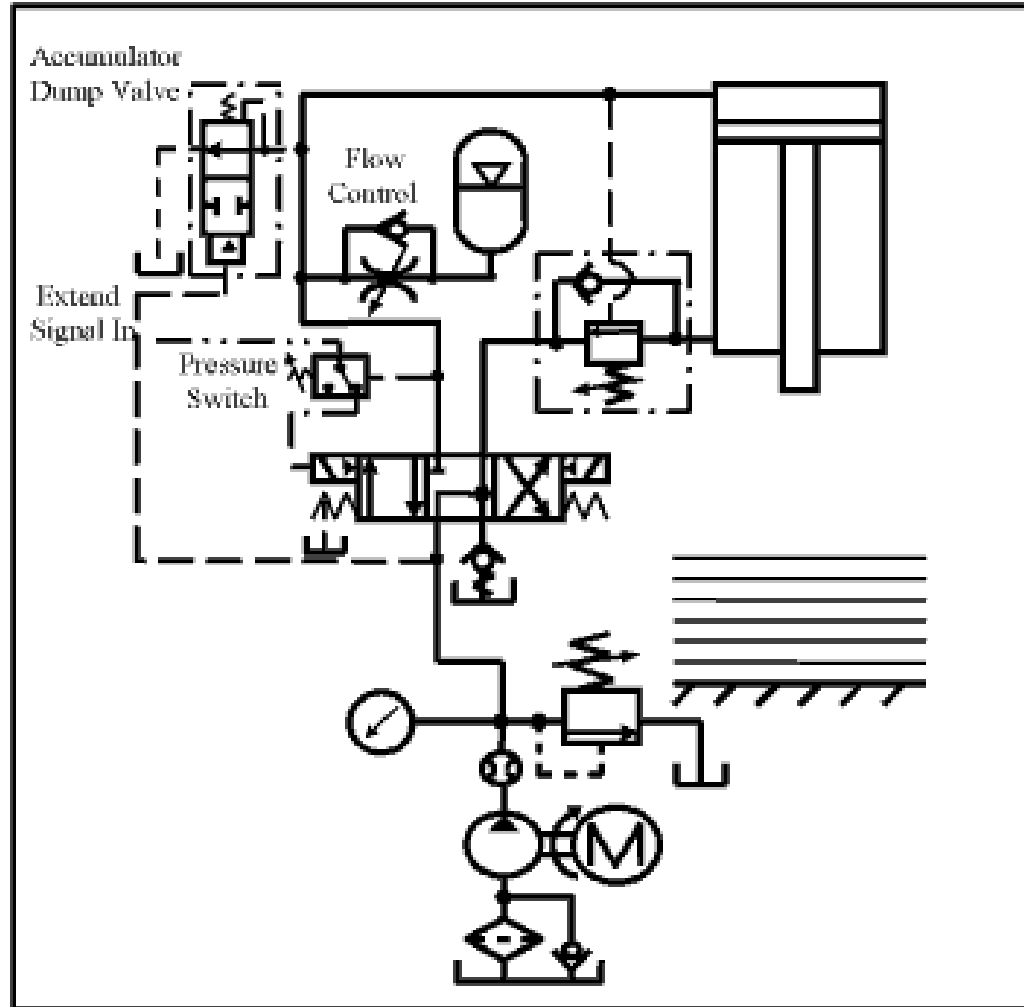 Accumulator
Dump Valve
Flow
Control
Extend
Signal In
Pressure
Switch
M